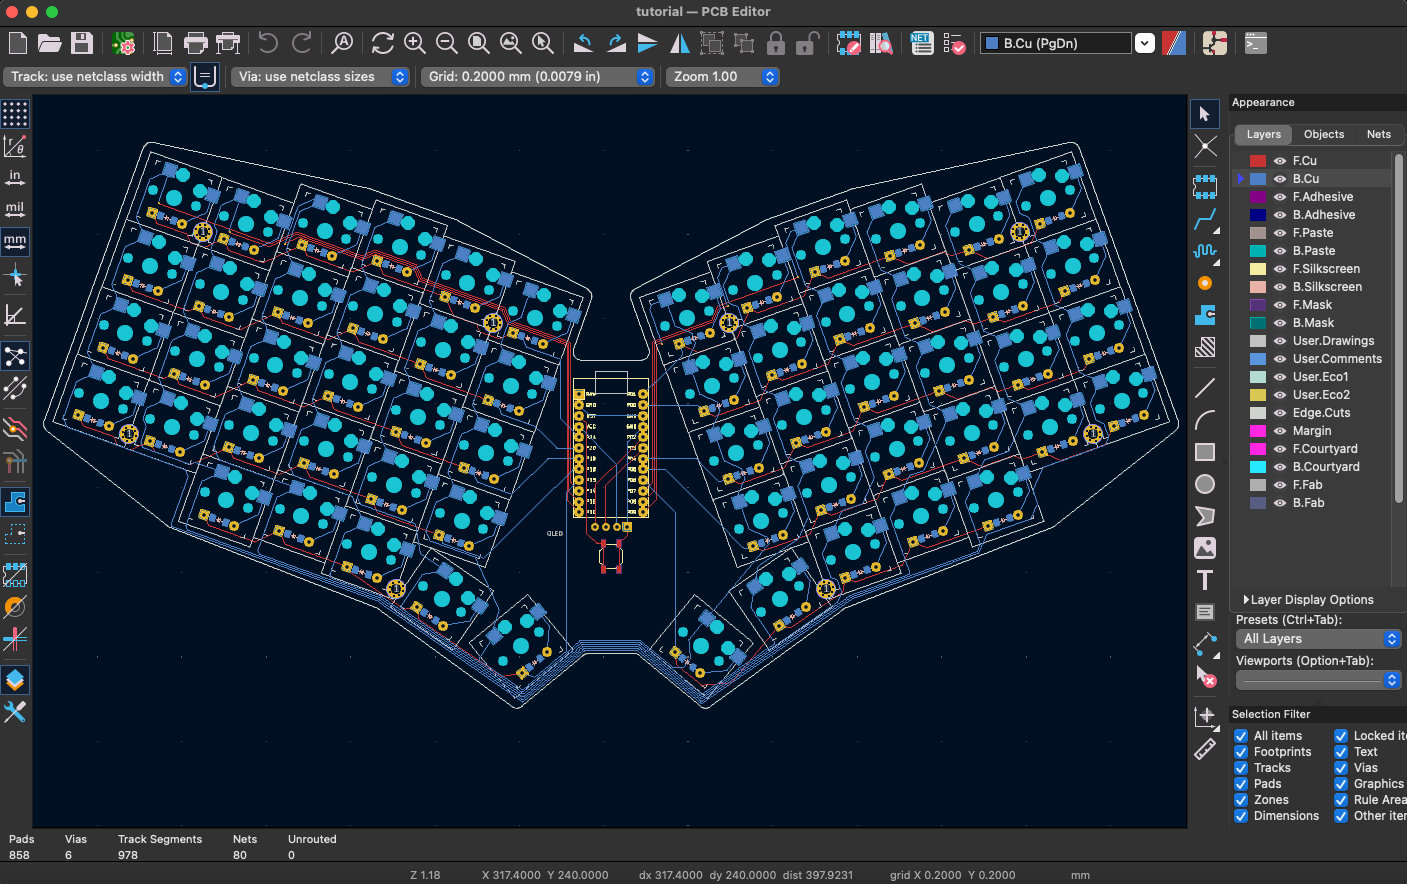 tutorial — PCB Editor
B.Cu (PgDn)
Track: use netclass width
Via: use netclass sizes
Grid: 0.2000 mm (0.0079 in)
Zoom 1.00
in
mil
mm
Appearance
Layers Objects Nets
F.Cu
B.Cu
F.Adhesive
B.Adhesive
F.Paste
B.Paste
F.Silkscreen
B.Silkscreen
F.Mask
B.Mask
User.Drawings
User.Comments
User.Eco1
User.Eco2
Edge.Cuts
Margin
F.Courtyard
B.Courtyard
F.Fab
B.Fab
Layer Display Options
Presets (Ctrl+Tab):
All Layers
Viewports (Option+Tab):
Selection Filter
All items Locked ite
Footprints Text
Tracks Vias
Pads Graphics
Zones Rule Area
Dimensions Other iter
OLED
Pads Vias Track Segments Nets Unrouted
858 6 978 80 0
Z 1.18 X 317.4000 Y 240.0000 dx 317.4000 dy 240.0000 dist 397.9231 grid X 0.2000 Y 0.2000 mm